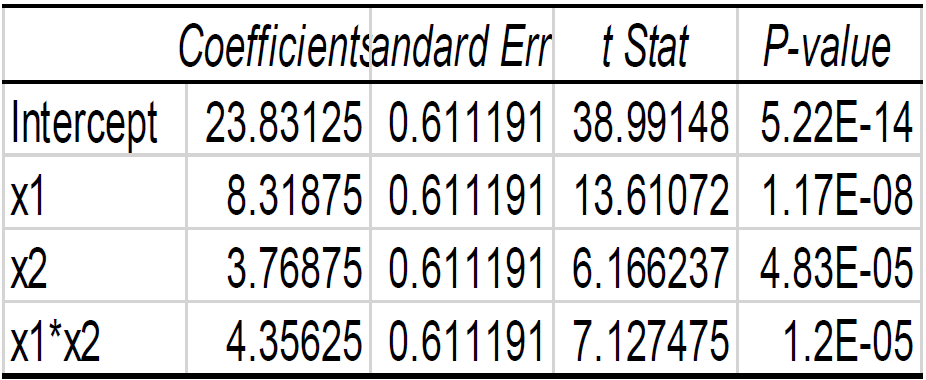 Coefficients andard Err t Stat P-value
Intercept 23.83125 0.611191 38.99148 5.22E-14
x1 8.31875 0.611191 13.61072 1.17E-08
x2 3.76875 0.611191 6.166237 4.83E-05
x1*x2 4.35625 0.611191 7.127475 1.2E-05